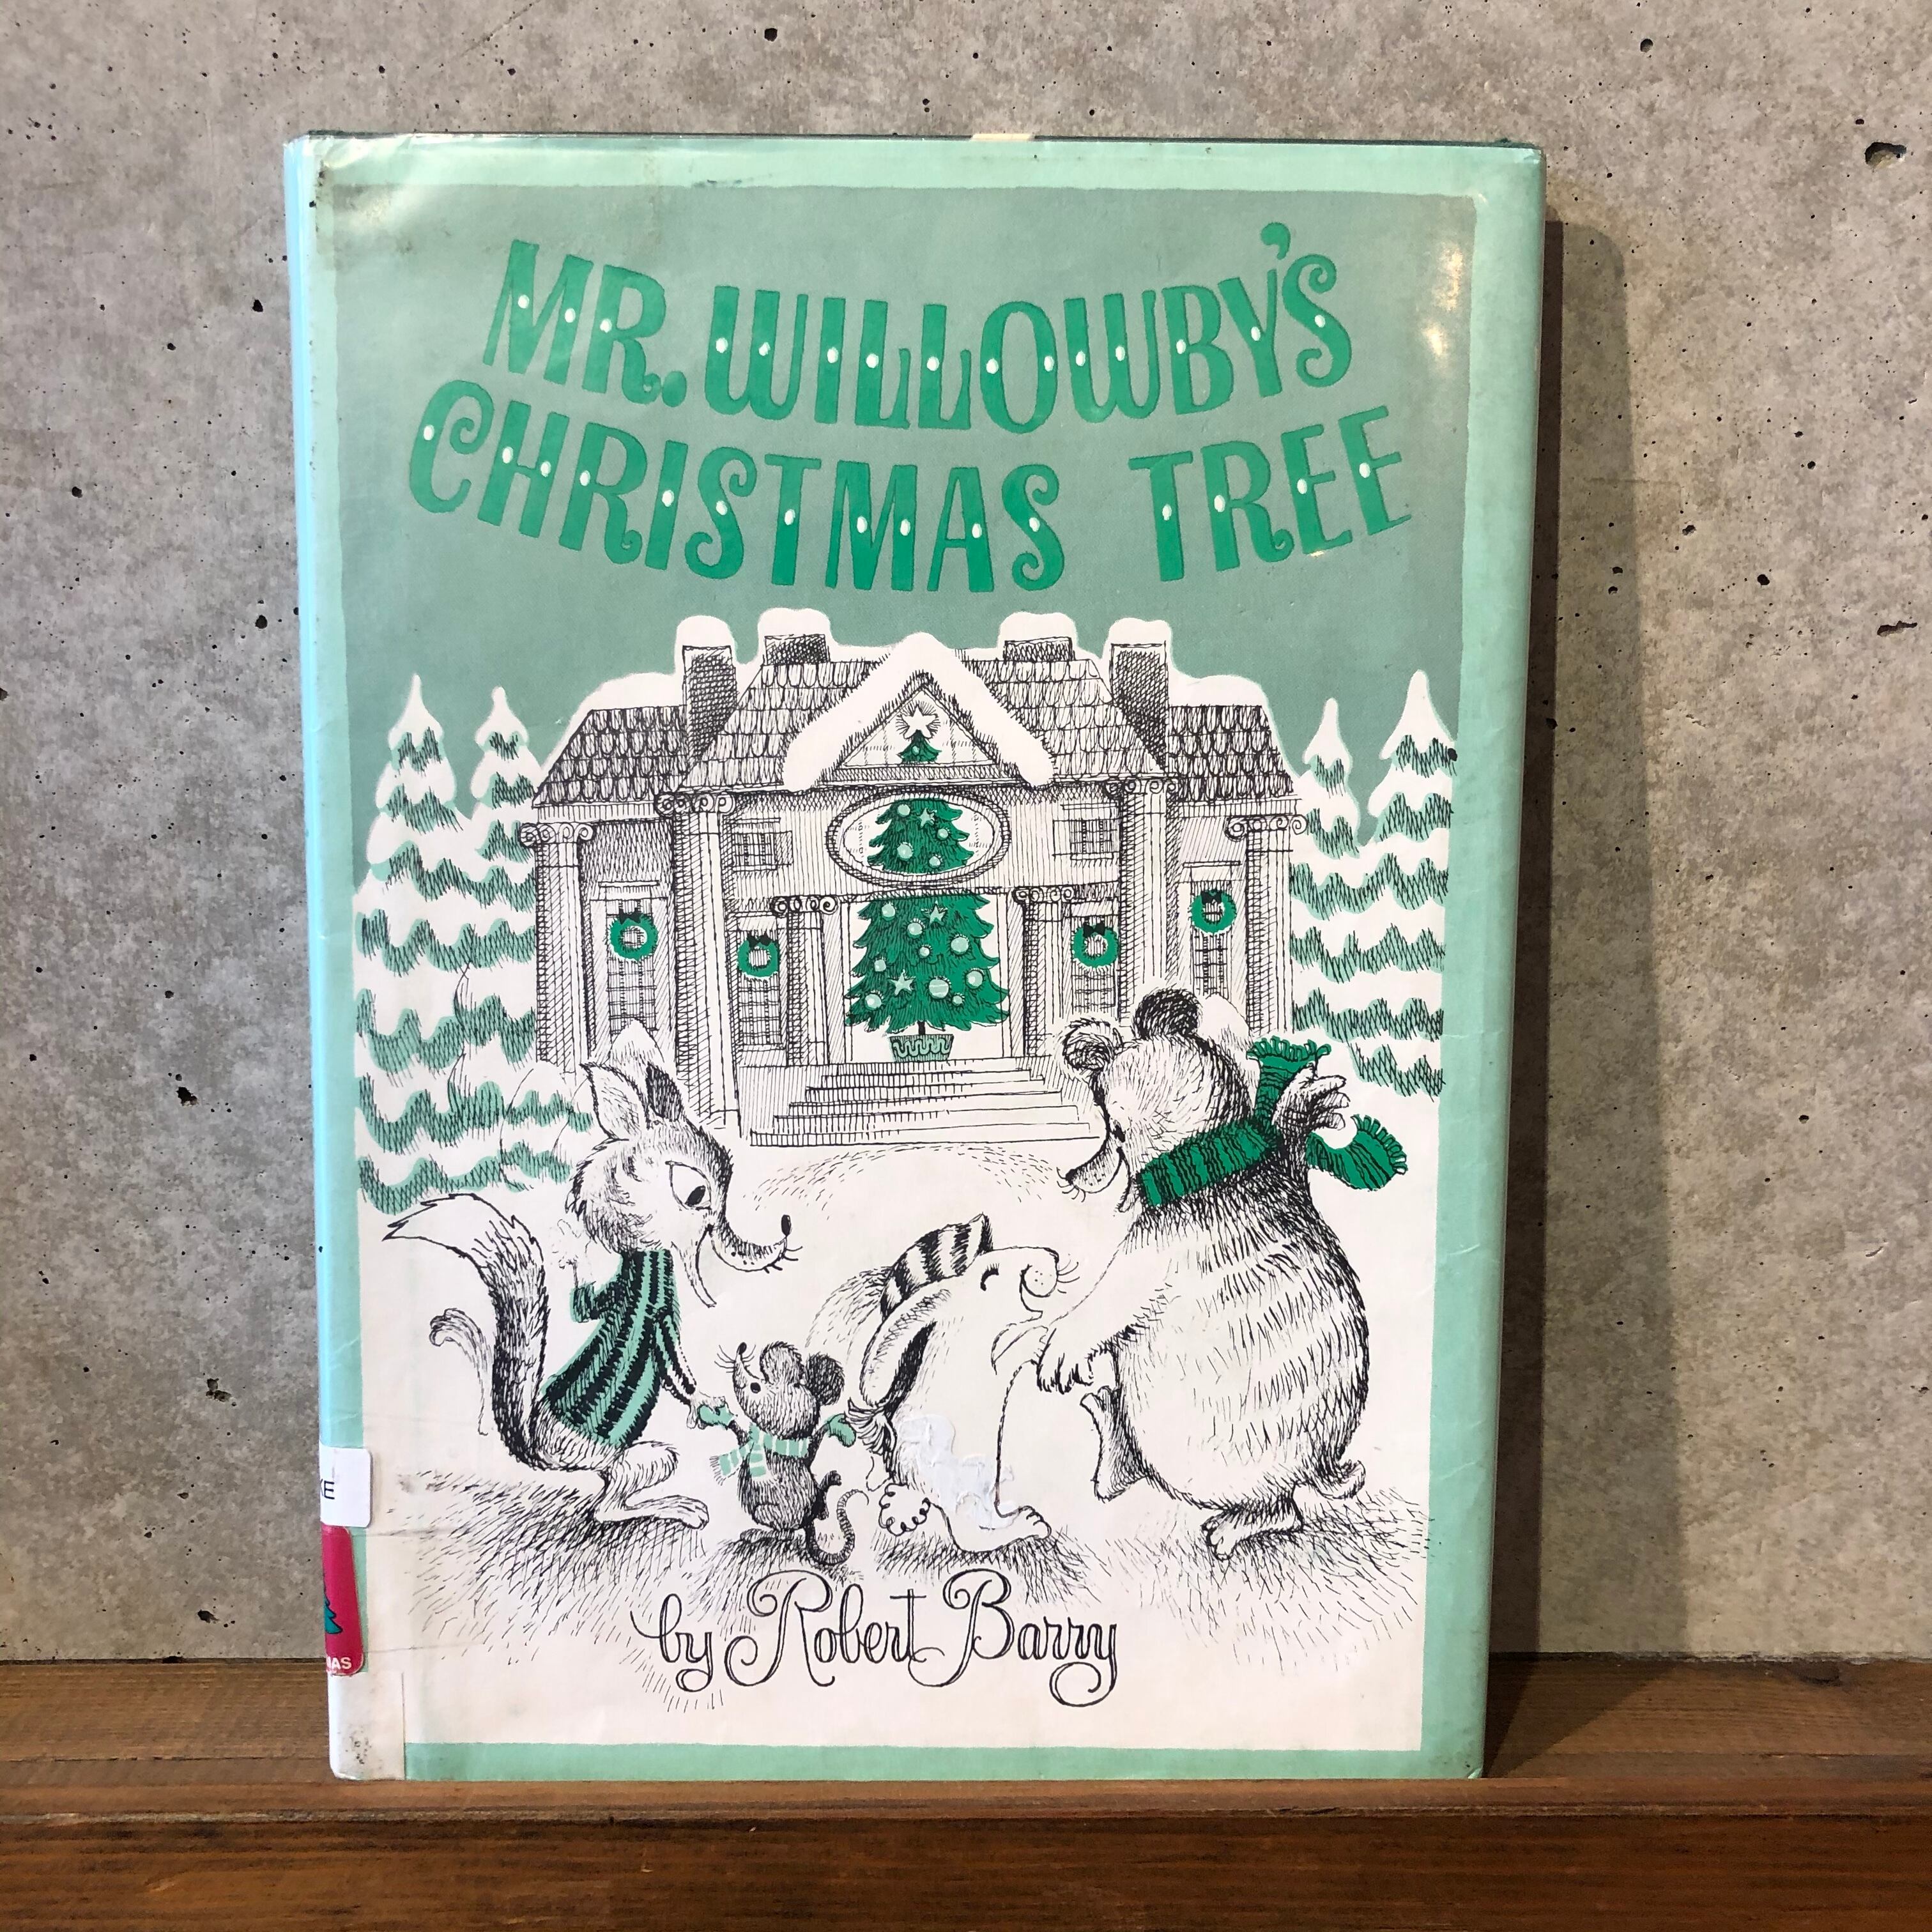 MR. WILLOWBY'S
CHRISTMAS TREE
by Robert Barry